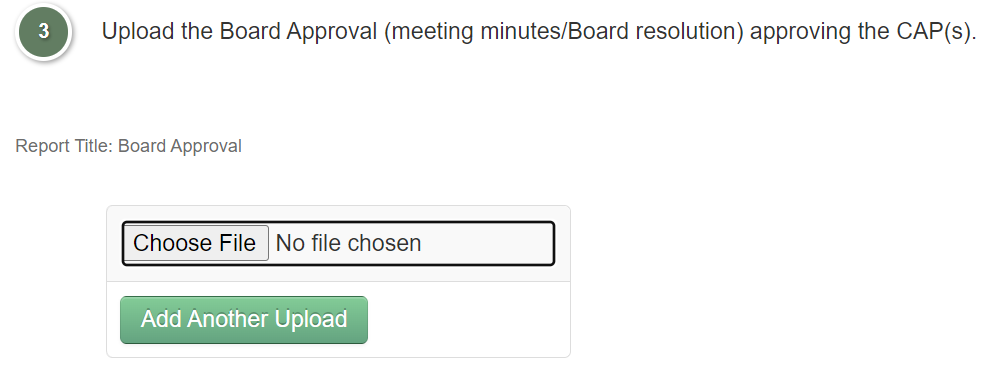 3
Upload the Board Approval (meeting minutes/Board resolution) approving the CAP(s).
Report Title: Board Approval
Choose File No file chosen
Add Another Upload